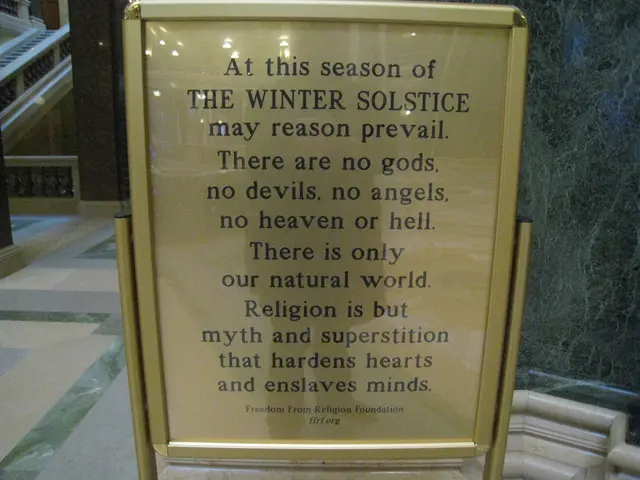 At this season of
THE WINTER SOLSTICE
may reason prevail.
There are no gods,
no devils, no angels,
no heaven or hell.
There is only
our natural world.
Religion is but
myth and superstition
that hardens hearts
and enslaves minds.
Freedom From Religion Foundation
ffrf.org